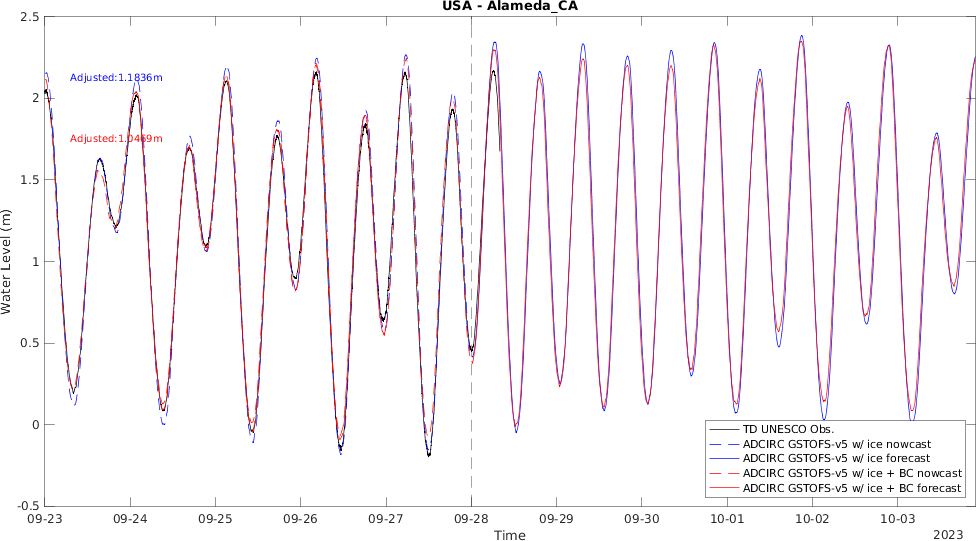 USA - Alameda_CA
2.5
2
1.5
1
0.5
0
-0.5
Water Level (m)
Adjusted:1.1836m
Adjusted:1.0469m
TD UNESCO Obs.
ADCIRC GSTOFS-v5 w/ ice nowcast
ADCIRC GSTOFS-v5 w/ ice forecast
ADCIRC GSTOFS-v5 w/ ice + BC nowcast
ADCIRC GSTOFS-v5 w/ ice + BC forecast
09-23 09-24 09-25 09-26 09-27 09-28 09-29 09-30 10-01 10-02 10-03
Time
2023